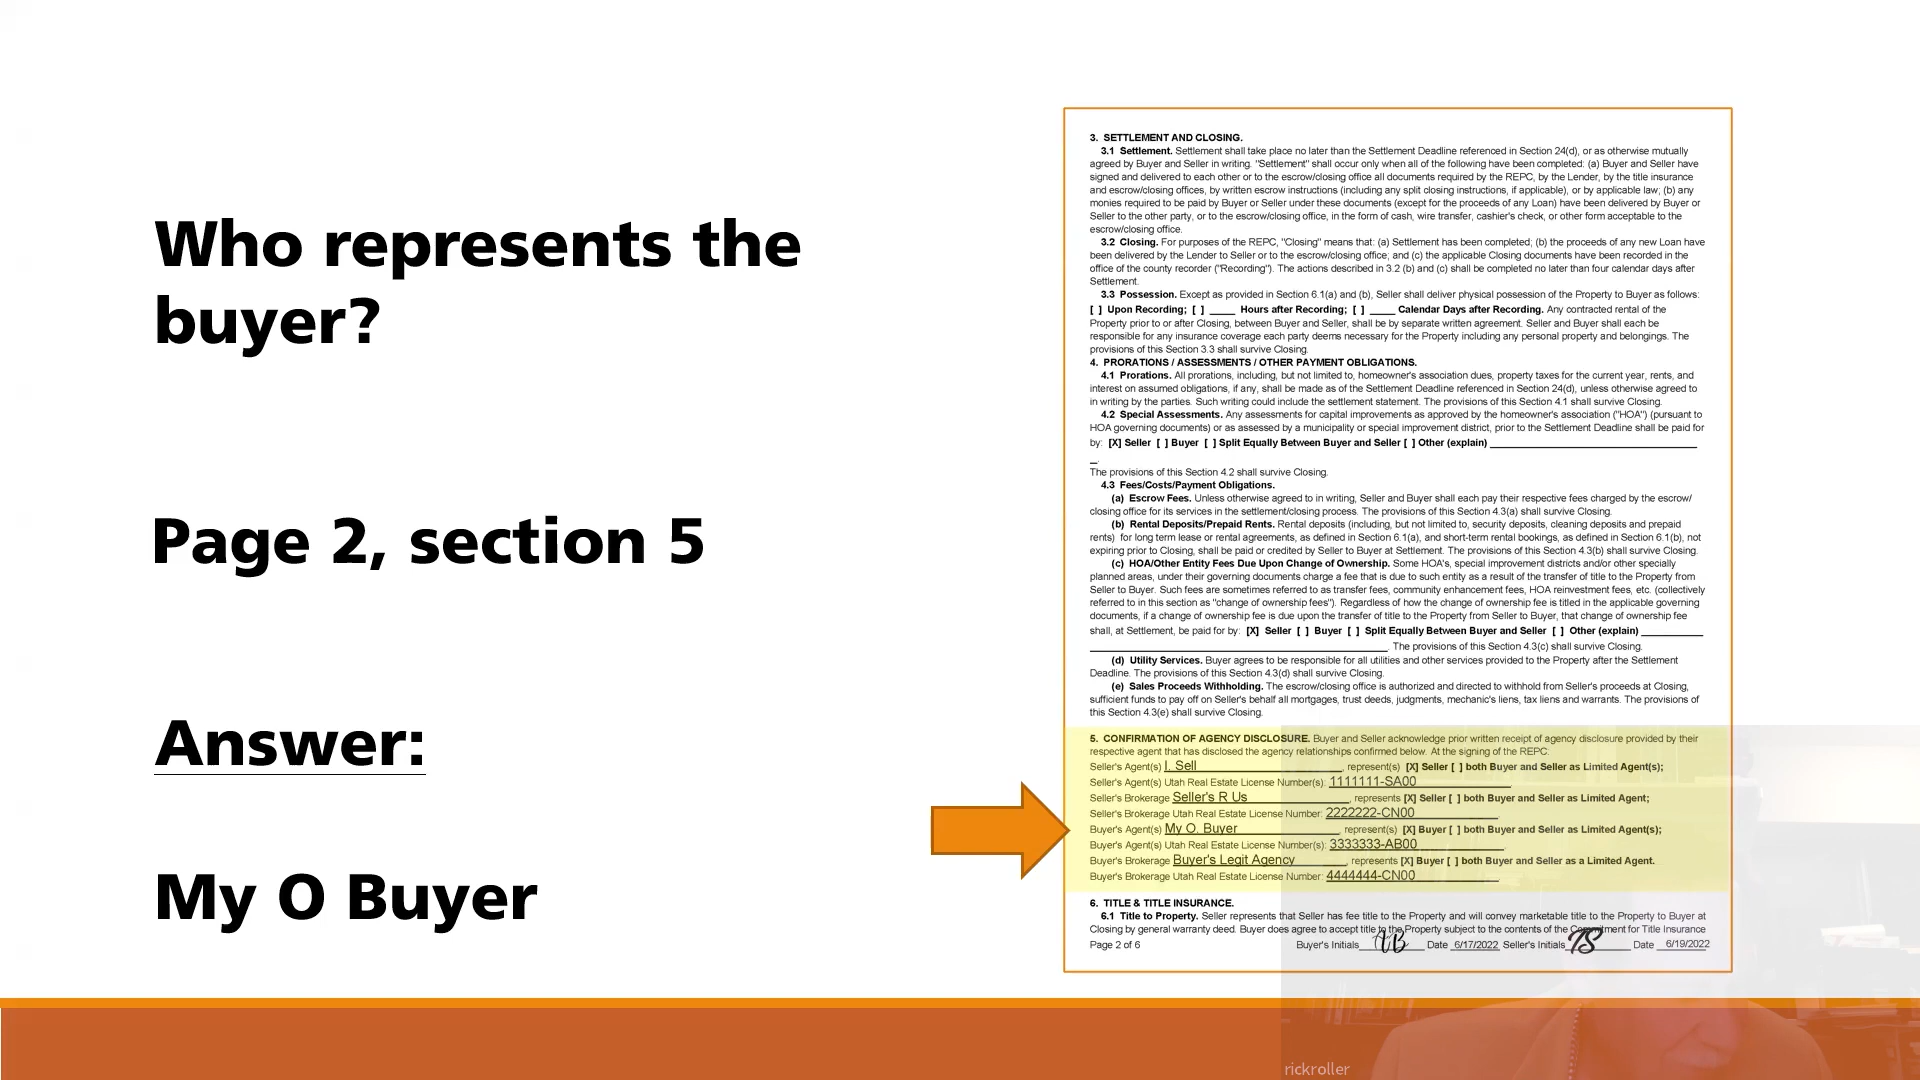 Who represents the
buyer?
Page 2, section 5
Answer:
My O Buyer
3. SETTLEMENT AND CLOSING.
3.1 Settlement. Settlement shall take place no later than the Settlement Deadline referenced in Section 24(d), or as otherwise mutually
agreed by Buyer and Seller in writing. "Settlement" shall occur only when all of the following have been completed: (a) Buyer and Seller have
signed and delivered to each other or to the escrow/closing office all documents required by the REPC, by the Lender, by the title insurance
and escrow/closing offices, by written escrow instructions (including any split closing instructions, if applicable), or by applicable law; (b) any
monies required to be paid by Buyer or Seller under these documents (except for the proceeds of any Loan) have been delivered by Buyer or
Seller to the other party, or to the escrow/closing office, in the form of cash, wire transfer, cashier's check, or other form acceptable to the
escrow/closing office.
3.2 Closing. For purposes of the REPC, "Closing" means that: (a) Settlement has been completed; (b) the proceeds of any new Loan have
been delivered by the Lender to Seller or to the escrow/closing office; and (c) the applicable Closing documents have been recorded in the
office of the county recorder ("Recording"). The actions described in 3.2 (b) and (c) shall be completed no later than four calendar days after
Settlement.
3.3 Possession. Except as provided in Section 6.1(a) and (b), Seller shall deliver physical possession of the Property to Buyer as follows:
[ ] Upon Recording; [ ] _____ Hours after Recording; [ ] _____ Calendar Days after Recording. Any contracted rental of the
Property prior to or after Closing, between Buyer and Seller, shall be by separate written agreement. Seller and Buyer shall each be
responsible for any insurance coverage each party deems necessary for the Property including any personal property and belongings. The
provisions of this Section 3.3 shall survive Closing.
4. PRORATIONS / ASSESSMENTS / OTHER PAYMENT OBLIGATIONS.
4.1 Prorations. All prorations, including, but not limited to, homeowner's association dues, property taxes for the current year, rents, and
interest on assumed obligations, if any, shall be made as of the Settlement Deadline referenced in Section 24(d), unless otherwise agreed to
in writing by the parties. Such writing could include the settlement statement. The provisions of this Section 4.1 shall survive Closing.
4.2 Special Assessments. Any assessments for capital improvements as approved by the homeowner's association ("HOA") (pursuant to
HOA governing documents) or as assessed by a municipality or special improvement district, prior to the Settlement Deadline shall be paid for
by: [X] Seller [ ] Buyer [ ] Split Equally Between Buyer and Seller [ ] Other (explain) ______________
_.
The provisions of this Section 4.2 shall survive Closing.
4.3 Fees/Costs/Payment Obligations.
(a) Escrow Fees. Unless otherwise agreed to in writing, Seller and Buyer shall each pay their respective fees charged by the escrow/
closing office for its services in the settlement/closing process. The provisions of this Section 4.3(a) shall survive Closing.
(b) Rental Deposits/Prepaid Rents. Rental deposits (including, but not limited to, security deposits, cleaning deposits and prepaid
rents) for long term lease or rental agreements, as defined in Section 6.1(a), and short-term rental bookings, as defined in Section 6.1(b), not
expiring prior to Closing, shall be paid or credited by Seller to Buyer at Settlement. The provisions of this Section 4.3(b) shall survive Closing.
(c) HOA/Other Entity Fees Due Upon Change of Ownership. Some HOA's, special improvement districts and/or other specially
planned areas, under their governing documents charge a fee that is due to such entity as a result of the transfer of title to the Property from
Seller to Buyer. Such fees are sometimes referred to as transfer fees, community enhancement fees, HOA reinvestment fees, etc. (collectively
referred to in this section as "change of ownership fees"). Regardless of how the change of ownership fee is titled in the applicable governing
documents, if a change of ownership fee is due upon the transfer of title to the Property from Seller to Buyer, that change of ownership fee
shall, at Settlement, be paid for by: [X] Seller [ ] Buyer [ ] Split Equally Between Buyer and Seller [ ] Other (explain) ____________
____________. The provisions of this Section 4.3(c) shall survive Closing.
(d) Utility Services. Buyer agrees to be responsible for all utilities and other services provided to the Property after the Settlement
Deadline. The provisions of this Section 4.3(d) shall survive Closing.
(e) Sales Proceeds Withholding. The escrow/closing office is authorized and directed to withhold from Seller's proceeds at Closing,
sufficient funds to pay off on Seller's behalf all mortgages, trust deeds, judgments, mechanic's liens, tax liens and warrants. The provisions of
this Section 4.3(e) shall survive Closing.
5. CONFIRMATION OF AGENCY DISCLOSURE. Buyer and Seller acknowledge prior written receipt of agency disclosure provided by their
respective agent that has disclosed the agency relationships confirmed below. At the signing of the REPC:
Seller's Agent(s) I. Sell, represent(s) [X] Seller [ ] both Buyer and Seller as Limited Agent(s);
Seller's Agent(s) Utah Real Estate License Number(s): 1111111-SA00
Seller's Brokerage Seller's R Us, represents [X] Seller [ ] both Buyer and Seller as Limited Agent;
Seller's Brokerage Utah Real Estate License Number: 2222222-CN00
Buyer's Agent(s) My O. Buyer, represent(s) [X] Buyer [ ] both Buyer and Seller as Limited Agent(s);
Buyer's Agent(s) Utah Real Estate License Number(s): 3333333-AB00
Buyer's Brokerage Buyer's Legit Agency, represents [X] Buyer [ ] both Buyer and Seller as a Limited Agent.
Buyer's Brokerage Utah Real Estate License Number: 4444444-CN00
6. TITLE & TITLE INSURANCE.
6.1 Title to Property. Seller represents that Seller has fee title to the Property and will convey marketable title to the Property to Buyer at
Closing by general warranty deed. Buyer does agree to accept title to the Property subject to the contents of the Commitment for Title Insurance
Page 2 of 6 Buyer's Initials Date 6/17/2022 Seller's Initials TS Date 6/19/2022
rickroller